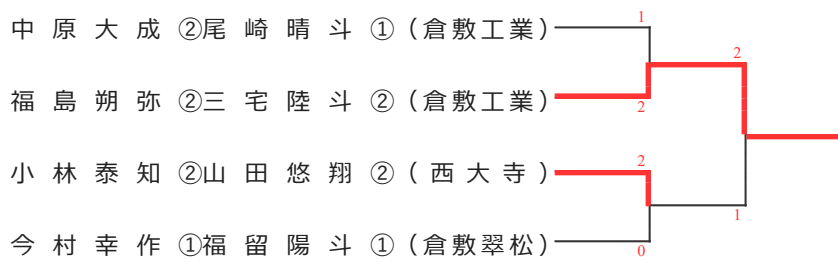 中原大成②尾崎晴斗①(倉敷工業) 1
2
福島朔弥②三宅陸斗②(倉敷工業) 2
小林泰知②山田悠翔②(西大寺) 2
1
今村幸作①福留陽斗①(倉敷翠松) 0